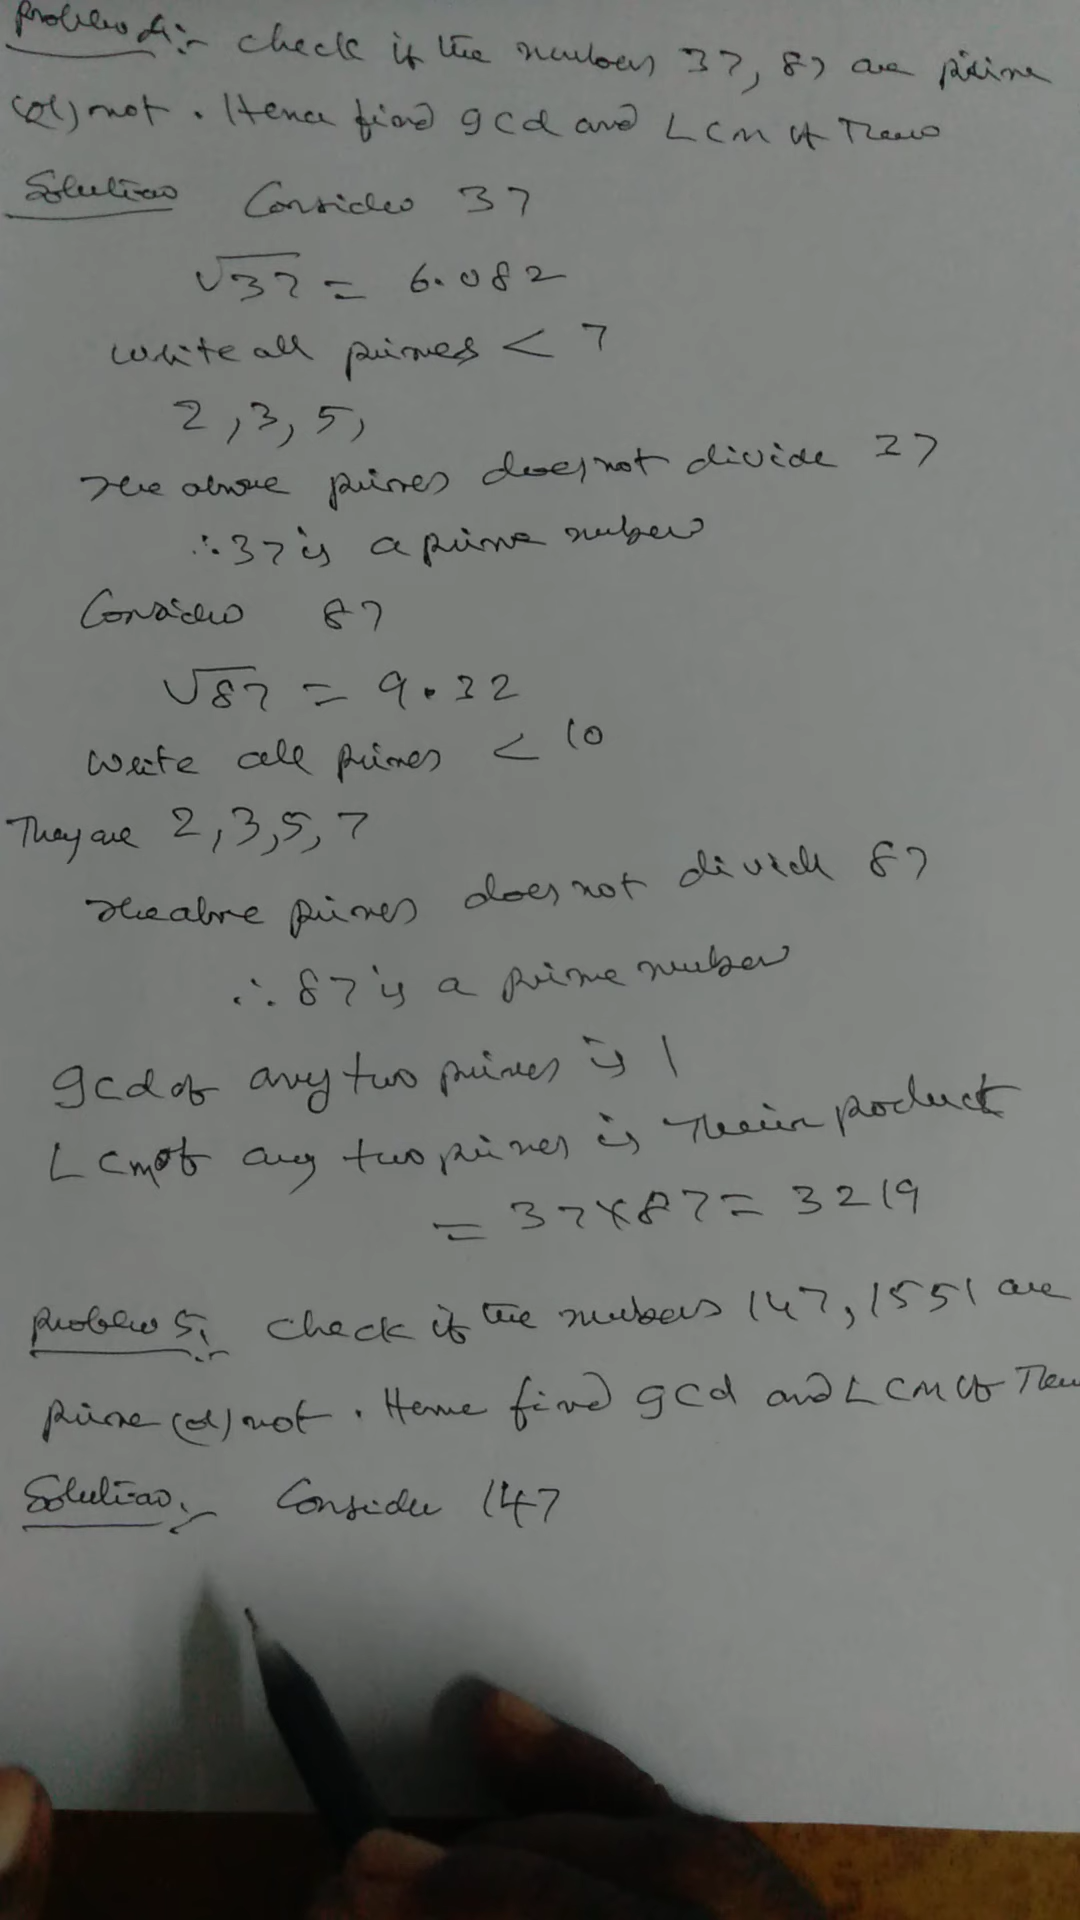 Problem 4:- check if the numbers 37, 87 are prime
(or) not. Hence find gcd and LCM of Them
Solution Consider 37
√37 = 6.082
write all primes < 7
2, 3, 5,
The above primes does not divide 37
∴ 37 is a prime number
Consider 87
√87 = 9.32
Write all primes < 10
They are 2, 3, 5, 7
The above primes does not divide 87
∴ 87 is a prime number
gcd of any two primes is 1
LCM of any two primes is Their product
= 37 × 87 = 3219
Problem 5:- check if the numbers 147, 1551 are
prime (or) not. Hence find gcd and LCM of Them
Solution:- Consider 147